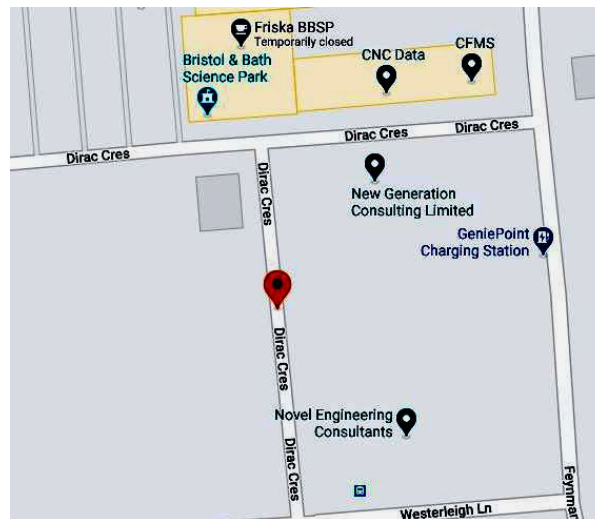 Friska BBSP
Temporarily closed
Bristol & Bath
Science Park
CNC Data
CFMS
Dirac Cres
Dirac Cres
Dirac Cres
Dirac Cres
New Generation
Consulting Limited
GeniePoint
Charging Station
Dirac Cres
Novel Engineering
Consultants
Dirac Cres
Feynman
Westerleigh Ln